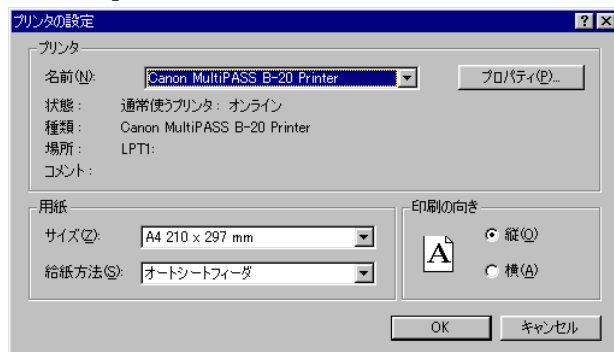 プリンタの設定
プリンタ
名前(N): Canon MultiPASS B-20 Printer プロパティ(P)...
状態: 通常使うプリンタ: オンライン
種類: Canon MultiPASS B-20 Printer
場所: LPT1:
コメント:
用紙
サイズ(Z): A4 210 x 297 mm
給紙方法(S): オートシートフィーダ
印刷の向き
A
縦(O)
横(A)
OK キャンセル